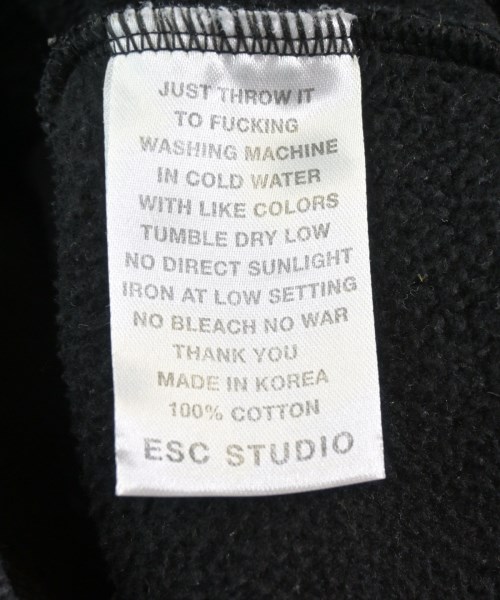 JUST THROW IT
TO FUCKING
WASHING MACHINE
IN COLD WATER
WITH LIKE COLORS
TUMBLE DRY LOW
NO DIRECT SUNLIGHT
IRON AT LOW SETTING
NO BLEACH NO WAR
THANK YOU
MADE IN KOREA
100% COTTON
ESC STUDIO